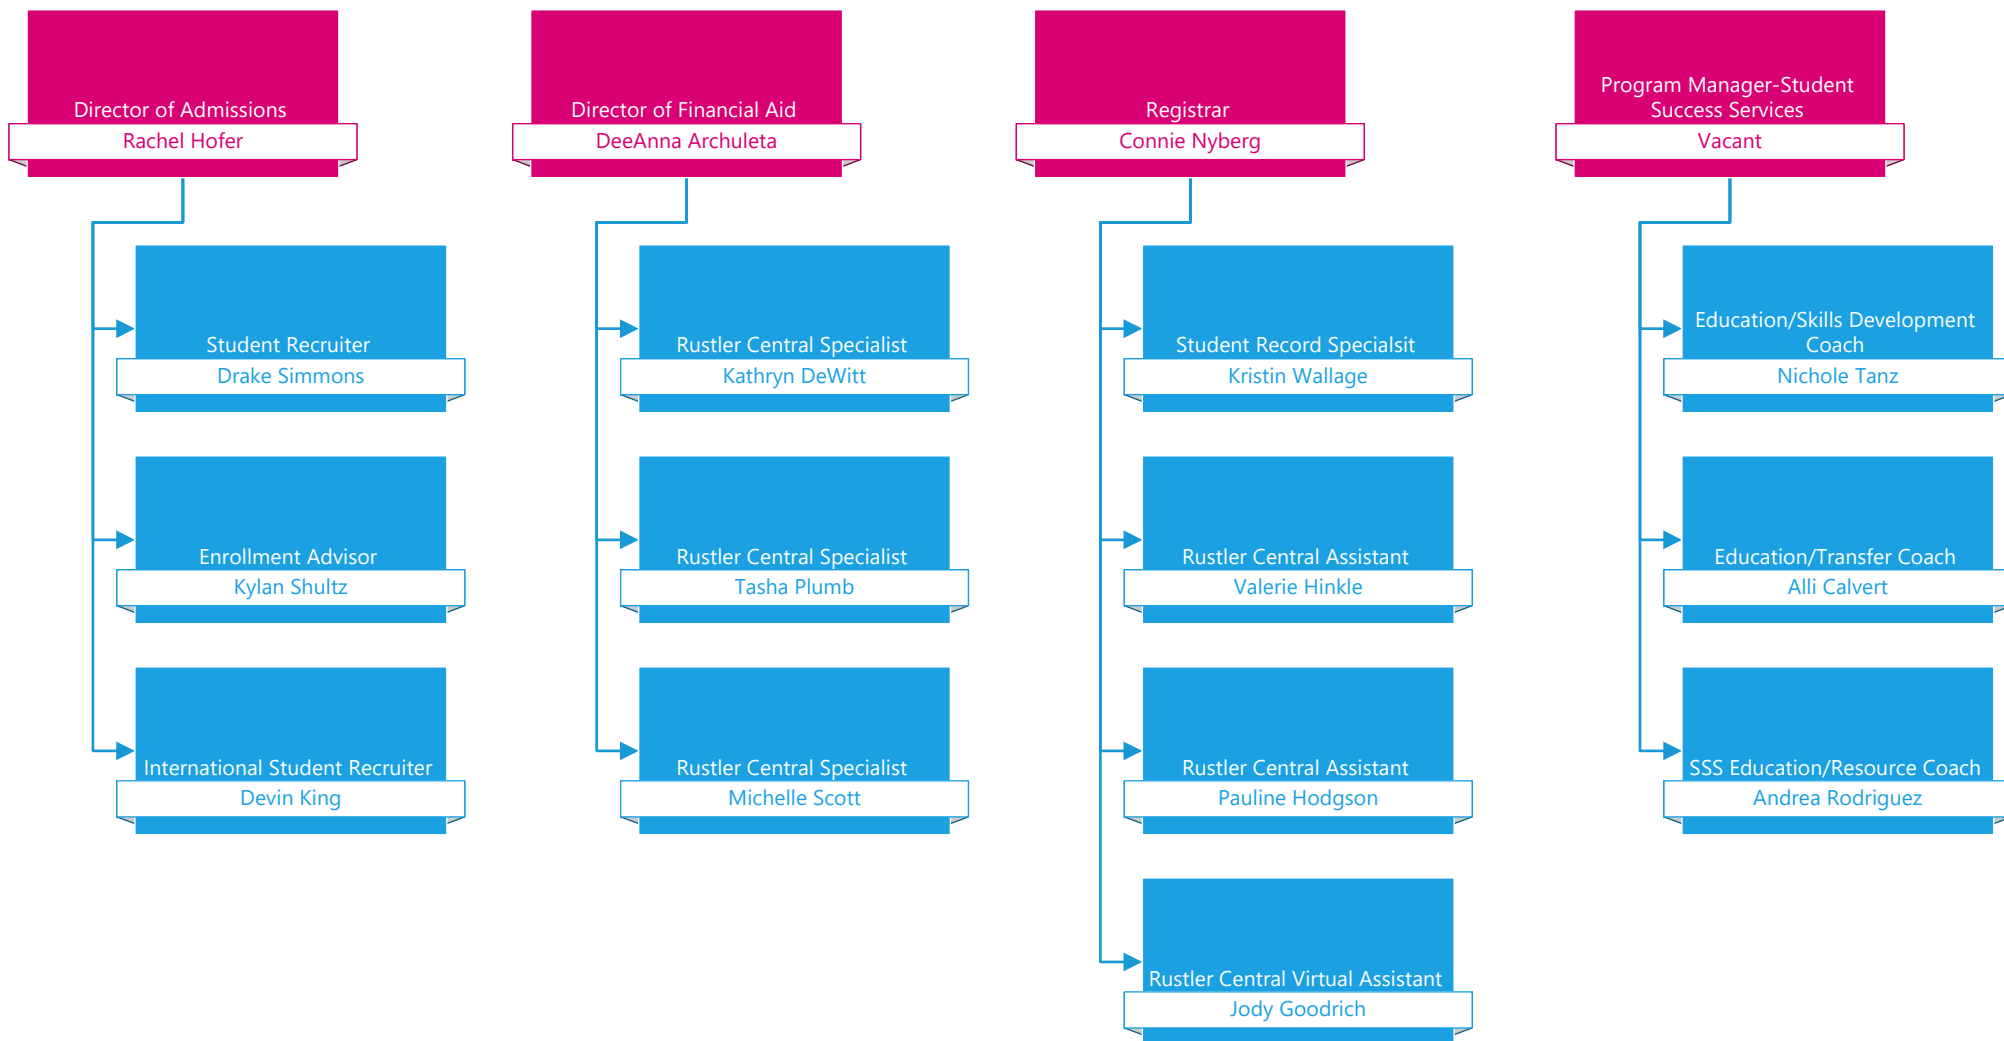 Director of Admissions
Rachel Hofer
Student Recruiter
Drake Simmons
Enrollment Advisor
Kylan Shultz
International Student Recruiter
Devin King
Director of Financial Aid
DeeAnna Archuleta
Rustler Central Specialist
Kathryn DeWitt
Rustler Central Specialist
Tasha Plumb
Rustler Central Specialist
Michelle Scott
Registrar
Connie Nyberg
Student Record Specialsit
Kristin Wallage
Rustler Central Assistant
Valerie Hinkle
Rustler Central Assistant
Pauline Hodgson
Rustler Central Virtual Assistant
Jody Goodrich
Program Manager-Student
Success Services
Vacant
Education/Skills Development
Coach
Nichole Tanz
Education/Transfer Coach
Alli Calvert
SSS Education/Resource Coach
Andrea Rodriguez